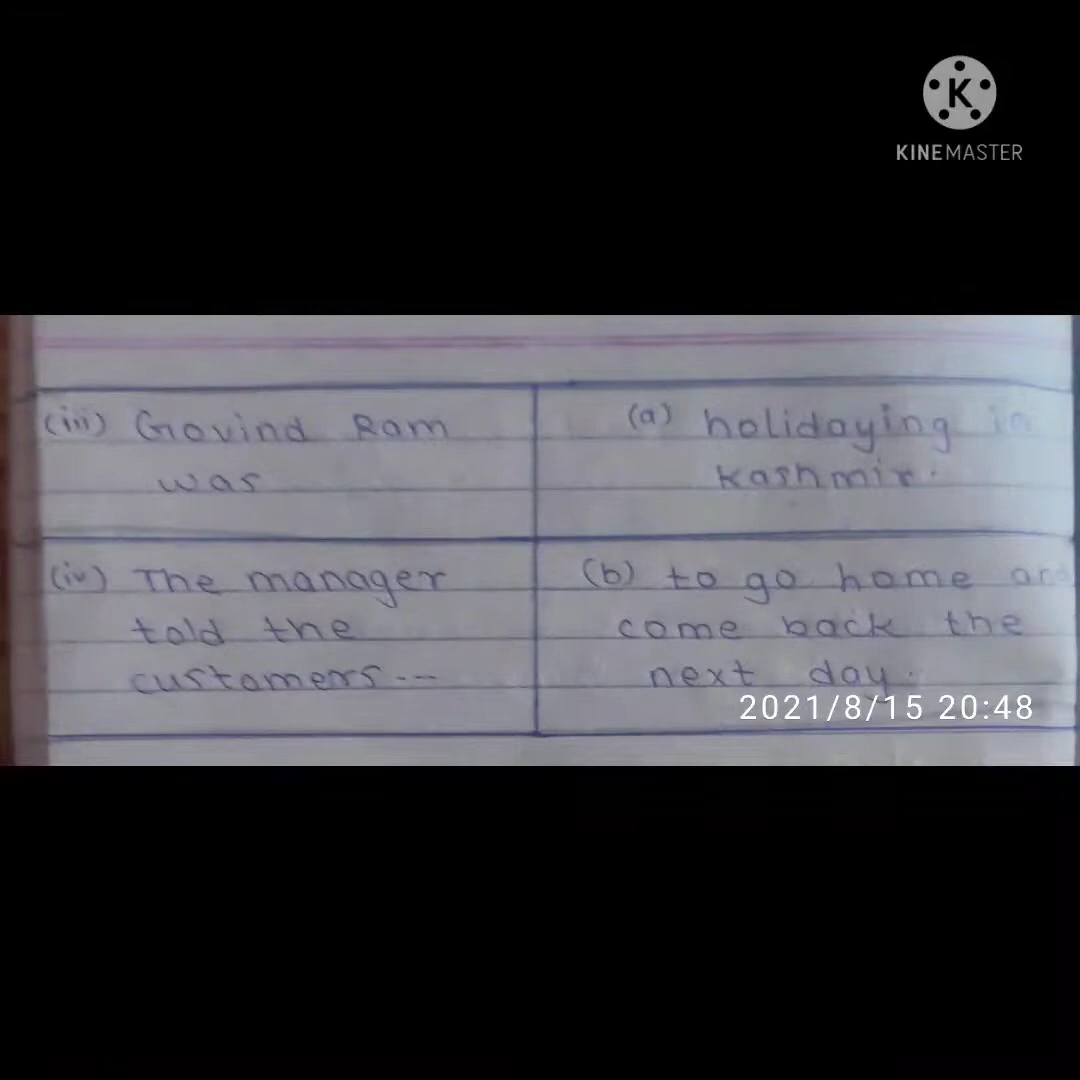 K
KINEMASTER
(iii) Govind Ram
was
(a) holidaying in
Kashmir.
(iv) The manager
told the
customers---
(b) to go home and
come back the
next day.
2021/8/15 20:48